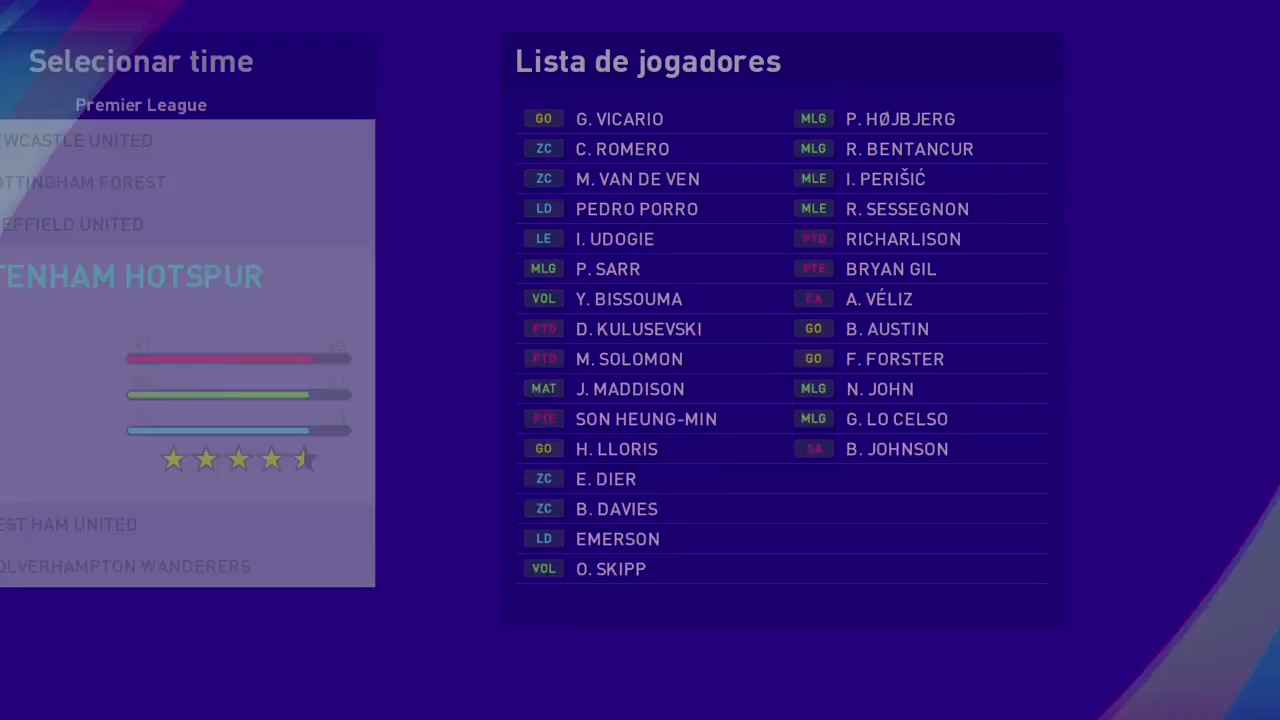 Selecionar time
Premier League
EWCASTLE UNITED
OTTINGHAM FOREST
EFFIELD UNITED
TENHAM HOTSPUR
EST HAM UNITED
OLVERHAMPTON WANDERERS
Lista de jogadores
GO G. VICARIO
ZC C. ROMERO
ZC M. VAN DE VEN
LD PEDRO PORRO
LE I. UDOGIE
MLG P. SARR
VOL Y. BISSOUMA
PTD D. KULUSEVSKI
PTD M. SOLOMON
MAT J. MADDISON
PTE SON HEUNG-MIN
GO H. LLORIS
ZC E. DIER
ZC B. DAVIES
LD EMERSON
VOL O. SKIPP
MLG P. HØJBJERG
MLG R. BENTANCUR
MLE I. PERIŠIĆ
MLE R. SESSEGNON
PTD RICHARLISON
PTE BRYAN GIL
CA A. VÉLIZ
GO B. AUSTIN
GO F. FORSTER
MLG N. JOHN
MLG G. LO CELSO
SA B. JOHNSON